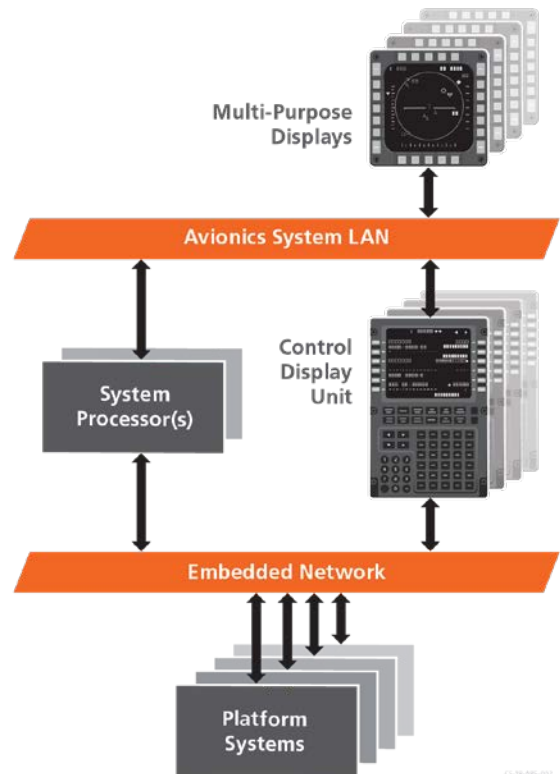 Multi-Purpose
Displays
Avionics System LAN
Control
Display
Unit
System
Processor(s)
Embedded Network
Platform
Systems